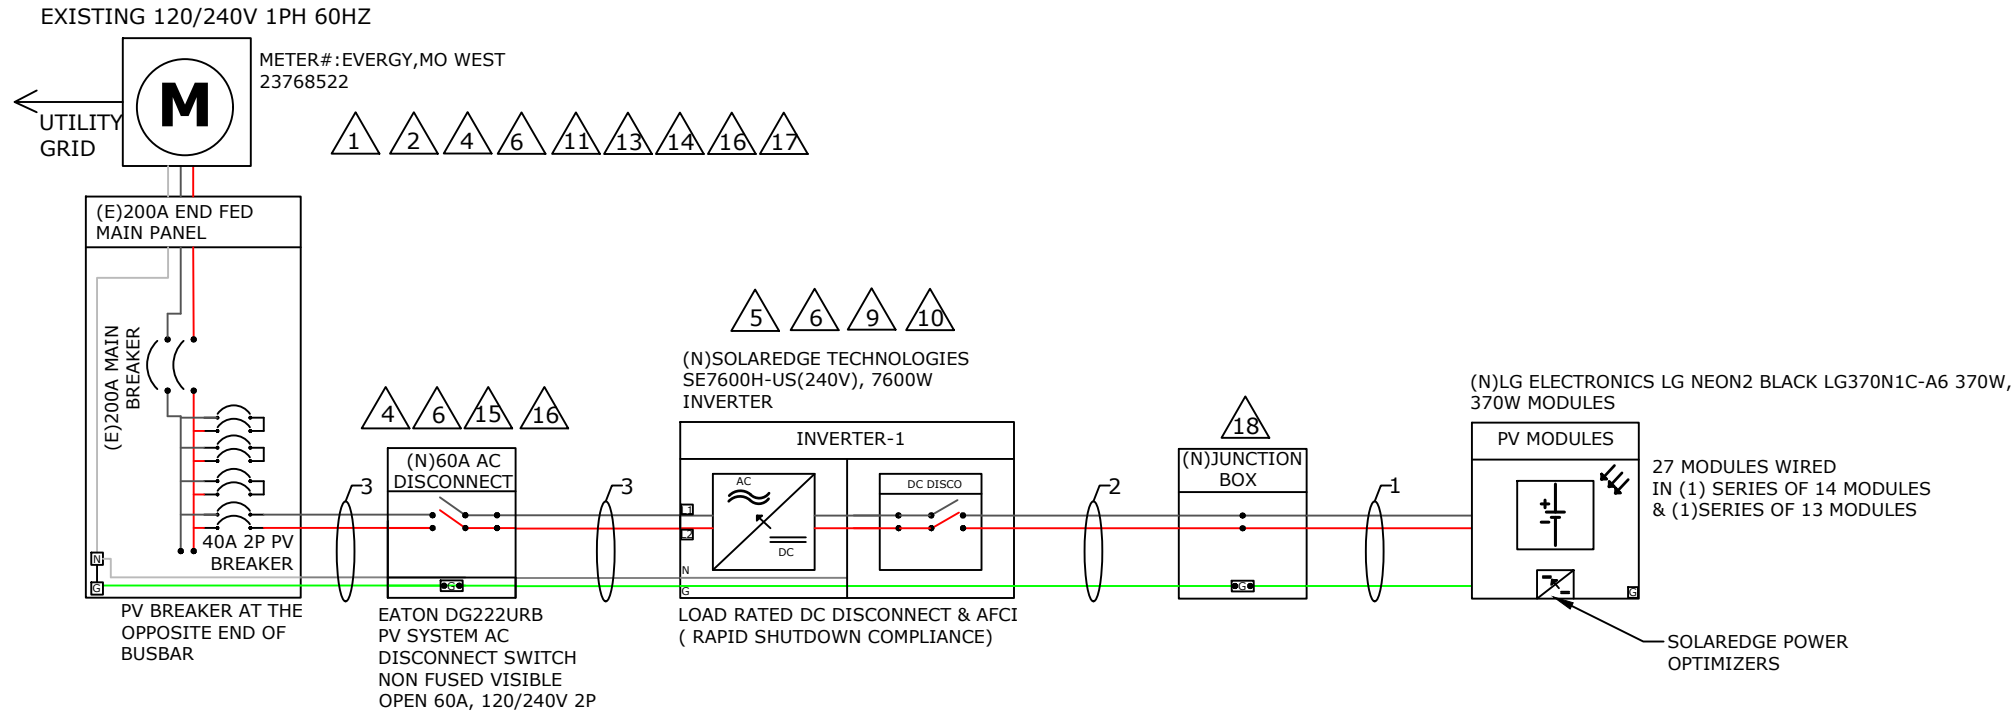 EXISTING 120/240V 1PH 60HZ
M
METER#:EVERGY,MO WEST
23768522
UTILITY
GRID
1 2 4 6 11 13 14 16 17
(E)200A END FED
MAIN PANEL
(E)200A MAIN
BREAKER
40A 2P PV
BREAKER
N
G
PV BREAKER AT THE
OPPOSITE END OF
BUSBAR
3
4 6 15 16
(N)60A AC
DISCONNECT
G
EATON DG222URB
PV SYSTEM AC
DISCONNECT SWITCH
NON FUSED VISIBLE
OPEN 60A, 120/240V 2P
3
5 6 9 10
(N)SOLAREDGE TECHNOLOGIES
SE7600H-US(240V), 7600W
INVERTER
INVERTER-1
AC
DC
DC DISCO
L1
L2
N
G
LOAD RATED DC DISCONNECT & AFCI
( RAPID SHUTDOWN COMPLIANCE)
2
18
(N)JUNCTION
BOX
G
1
(N)LG ELECTRONICS LG NEON2 BLACK LG370N1C-A6 370W,
370W MODULES
PV MODULES
G
27 MODULES WIRED
IN (1) SERIES OF 14 MODULES
& (1)SERIES OF 13 MODULES
SOLAREDGE POWER
OPTIMIZERS